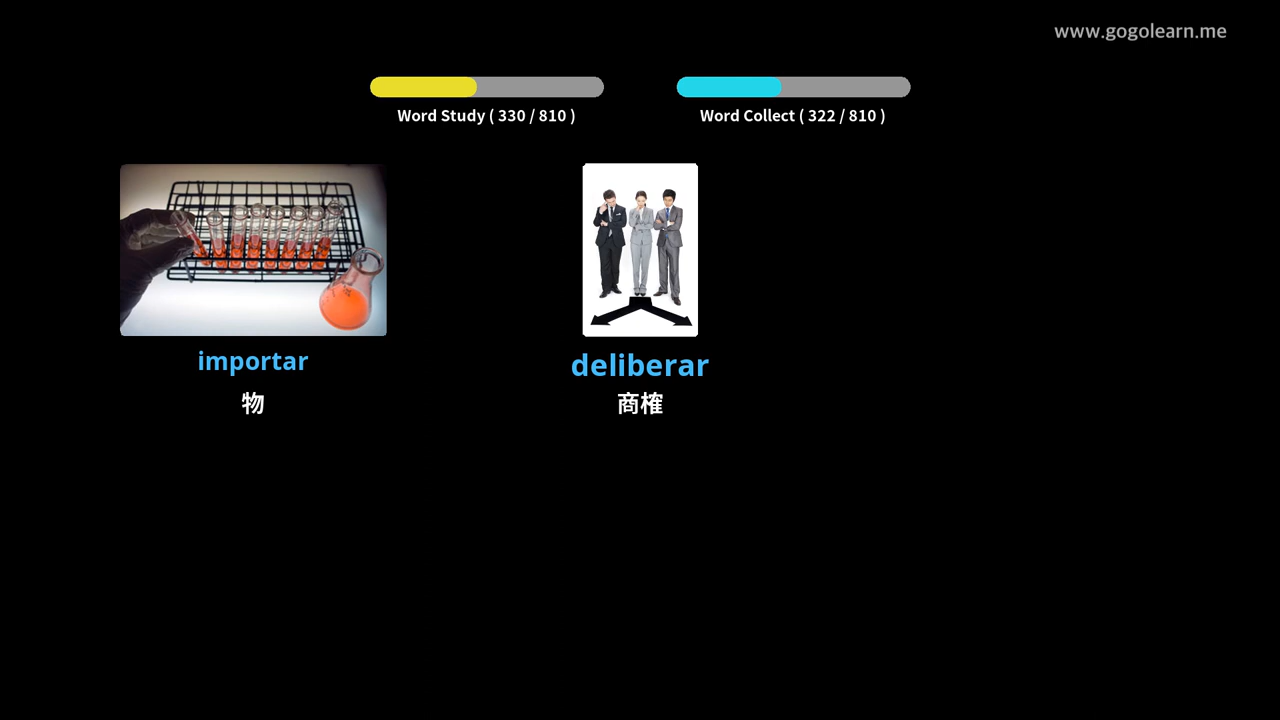 www.gogolearn.me
Word Study ( 330 / 810 )
Word Collect ( 322 / 810 )
importar
物
deliberar
商榷